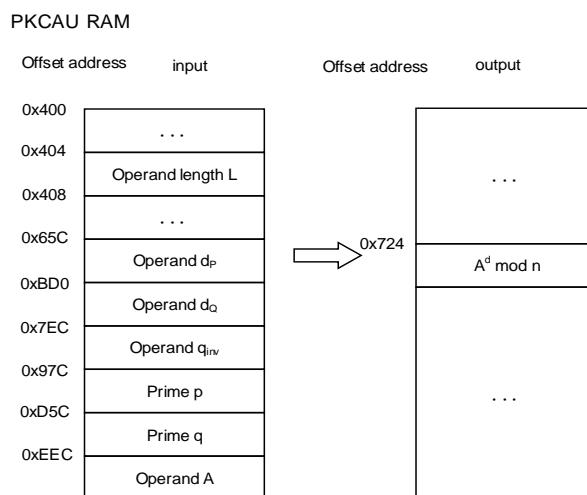 PKCAU RAM
Offset address input Offset address output
0x400
. . .
0x404
Operand length L
0x408
. . .
0x65C
0x724
Operand dP
A^d mod n
0xBD0
Operand dQ
0x7EC
Operand qinv
0x97C
Prime p
0xD5C
Prime q
0xEEC
Operand A
. . .
. . .